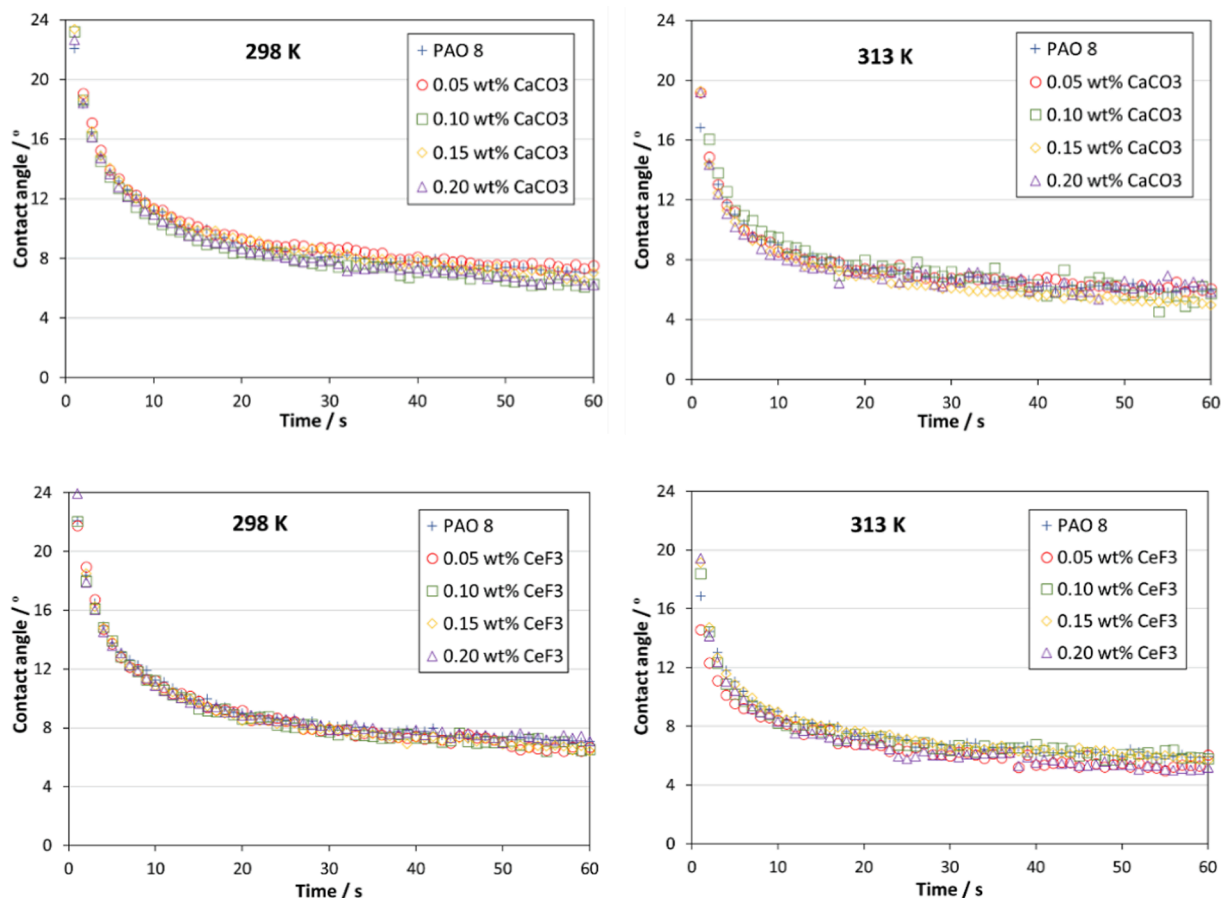 298 K
PAO 8
0.05 wt% CaCO3
0.10 wt% CaCO3
0.15 wt% CaCO3
0.20 wt% CaCO3
Contact angle / °
24
20
16
12
8
4
0
0 10 20 30 40 50 60
Time / s
313 K
PAO 8
0.05 wt% CaCO3
0.10 wt% CaCO3
0.15 wt% CaCO3
0.20 wt% CaCO3
Contact angle / °
24
20
16
12
8
4
0
0 10 20 30 40 50 60
Time / s
298 K
PAO 8
0.05 wt% CeF3
0.10 wt% CeF3
0.15 wt% CeF3
0.20 wt% CeF3
Contact angle / °
24
20
16
12
8
4
0
0 10 20 30 40 50 60
Time / s
313 K
PAO 8
0.05 wt% CeF3
0.10 wt% CeF3
0.15 wt% CeF3
0.20 wt% CeF3
Contact angle / °
24
20
16
12
8
4
0
0 10 20 30 40 50 60
Time / s